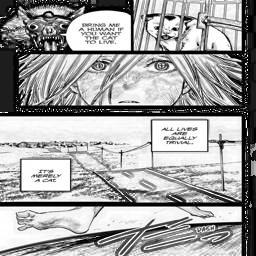 BRING ME
A HUMAN IF
YOU WANT
THE CAT
TO LIVE.
ALL LIVES
ARE
EQUALLY
TRIVIAL.
IT'S
MERELY
A CAT.
DASH